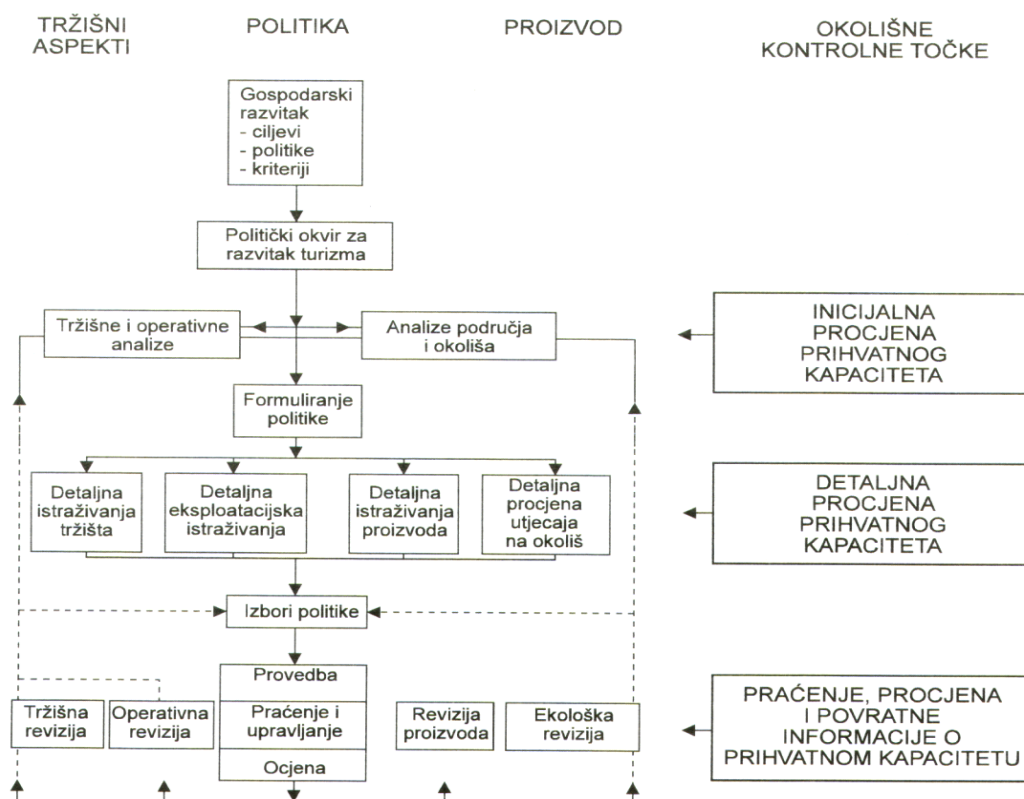 TRŽIŠNI
ASPEKTI
POLITIKA
PROIZVOD
OKOLIŠNE
KONTROLNE TOČKE
Gospodarski
razvitak
- ciljevi
- politike
- kriteriji
Politički okvir za
razvitak turizma
Tržišne i operativne
analize
Analize područja
i okoliša
INICIJALNA
PROCJENA
PRIHVATNOG
KAPACITETA
Formuliranje
politike
Detaljna
istraživanja
tržišta
Detaljna
eksploatacijska
istraživanja
Detaljna
istraživanja
proizvoda
Detaljna
procjena
utjecaja
na okoliš
DETALJNA
PROCJENA
PRIHVATNOG
KAPACITETA
Izbori politike
Provedba
Praćenje i
upravljanje
Ocjena
Tržišna
revizija
Operativna
revizija
Revizija
proizvoda
Ekološka
revizija
PRAĆENJE, PROCJENA
I POVRATNE
INFORMACIJE O
PRIHVATNOM KAPACITETU